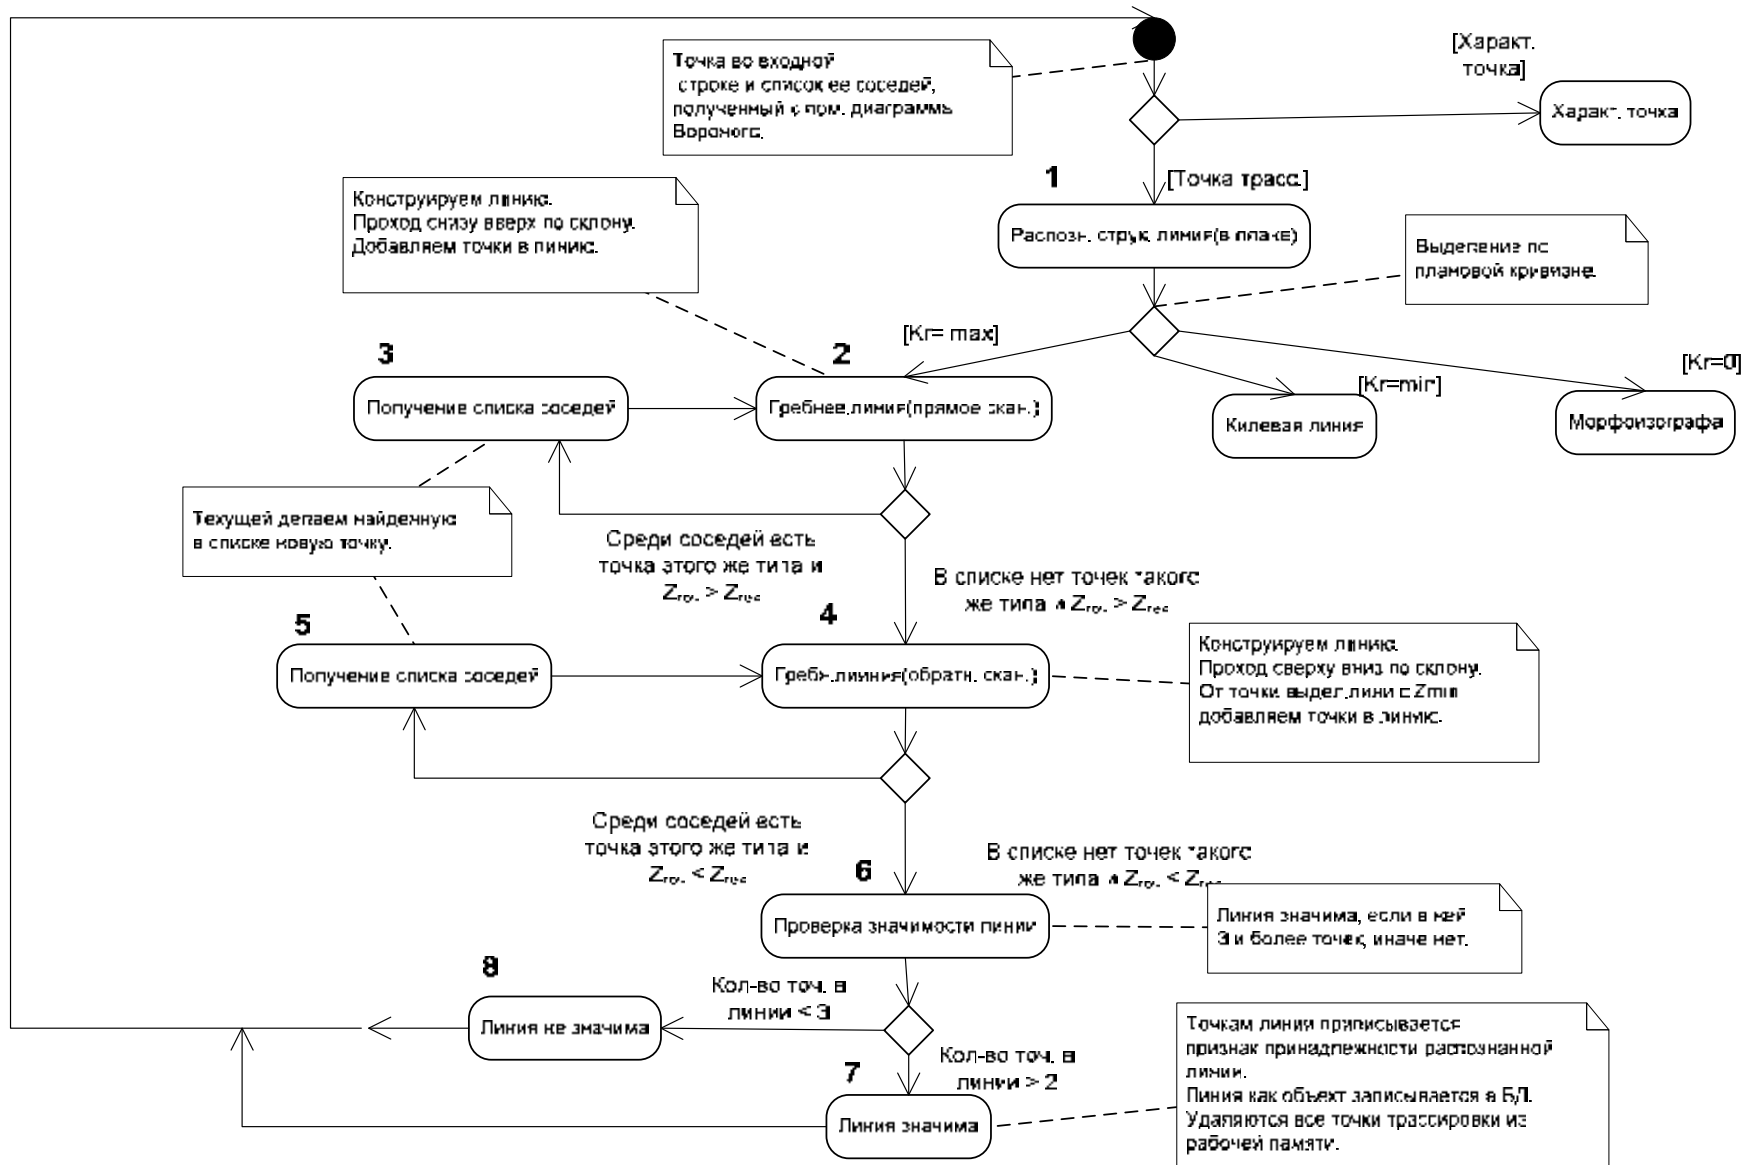 Точка во входной
строке и список ее соседей,
полученный с пом. диаграммы
Вороного.
[Характ.
точка]
Характ. точка
1
[Точка трасс.]
Распозн. струк. линия(в плане)
Конструируем линию.
Проход снизу вверх по склону.
Добавляем точки в линию.
Выделение по
плановой кривизне.
[Kr= max]
[Kr=min]
[Kr=0]
3
Получение списка соседей
2
Гребнев.линия(прямое скан.)
Килевая линия
Морфоизографа
Текущей делаем найденную
в списке новую точку.
Среди соседей есть
точка этого же типа и
В списке нет точек такого
же типа и
5
Получение списка соседей
4
Гребн.лииния(обратн. скан.)
Конструируем линию.
Проход сверху вниз по склону.
От точки выдел.лини с Zmin
добавляем точки в линию.
Среди соседей есть
точка этого же типа и
В списке нет точек такого
же типа и
6
Проверка значимости линии
Линия значима, если в ней
3 и более точек, иначе нет.
8
Линия не значима
Кол-во точ. в
линии < 3
Кол-во точ. в
линии > 2
7
Линия значима
Точкам линии приписывается
признак принадлежности распознанной
линии.
Линия как объект записывается в БД.
Удаляются все точки трассировки из
рабочей памяти.